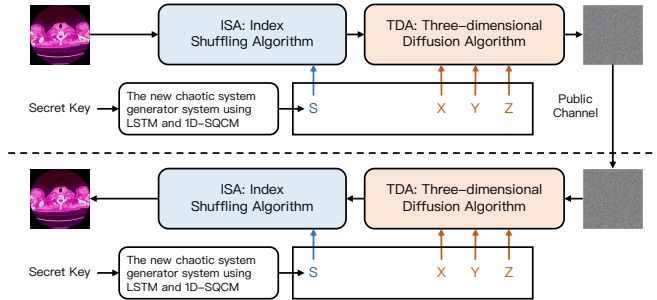 ISA: Index
Shuffling Algorithm
TDA: Three-dimensional
Diffusion Algorithm
Secret Key
The new chaotic system
generator system using
LSTM and 1D-SQCM
S
X
Y
Z
Public
Channel
ISA: Index
Shuffling Algorithm
TDA: Three-dimensional
Diffusion Algorithm
Secret Key
The new chaotic system
generator system using
LSTM and 1D-SQCM
S
X
Y
Z